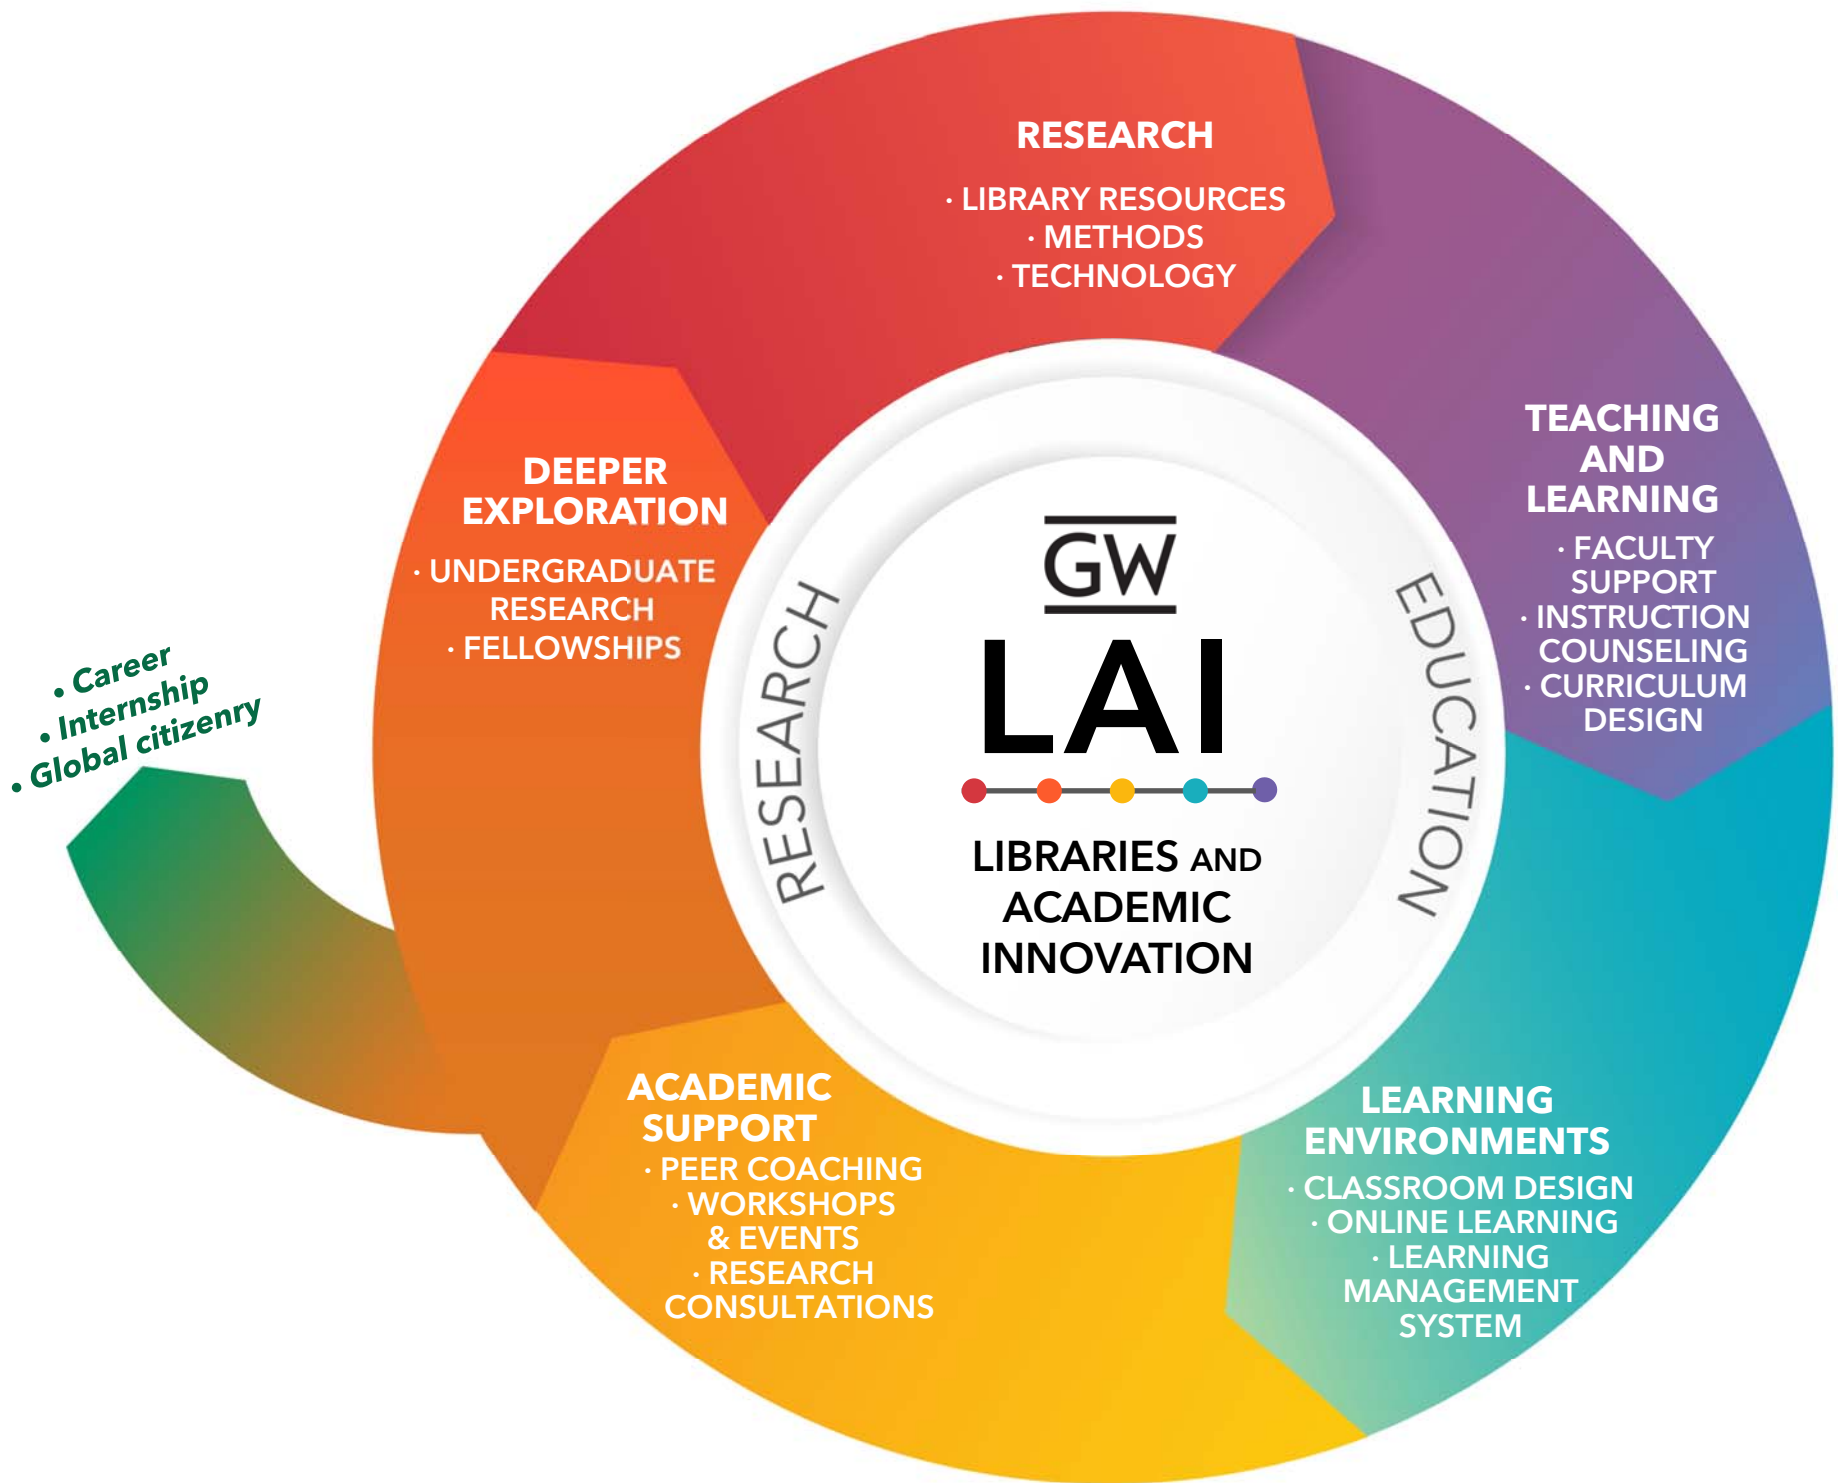 RESEARCH
· LIBRARY RESOURCES
· METHODS
· TECHNOLOGY
TEACHING
AND
LEARNING
· FACULTY
SUPPORT
· INSTRUCTION
COUNSELING
· CURRICULUM
DESIGN
LEARNING
ENVIRONMENTS
· CLASSROOM DESIGN
· ONLINE LEARNING
· LEARNING
MANAGEMENT
SYSTEM
ACADEMIC
SUPPORT
· PEER COACHING
· WORKSHOPS
& EVENTS
· RESEARCH
CONSULTATIONS
DEEPER
EXPLORATION
· UNDERGRADUATE
RESEARCH
· FELLOWSHIPS
• Career
• Internship
• Global citizenry
RESEARCH
EDUCATION
GW
LAI
LIBRARIES AND
ACADEMIC
INNOVATION